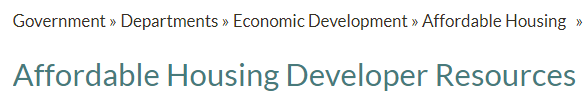 Government » Departments » Economic Development » Affordable Housing »
Affordable Housing Developer Resources